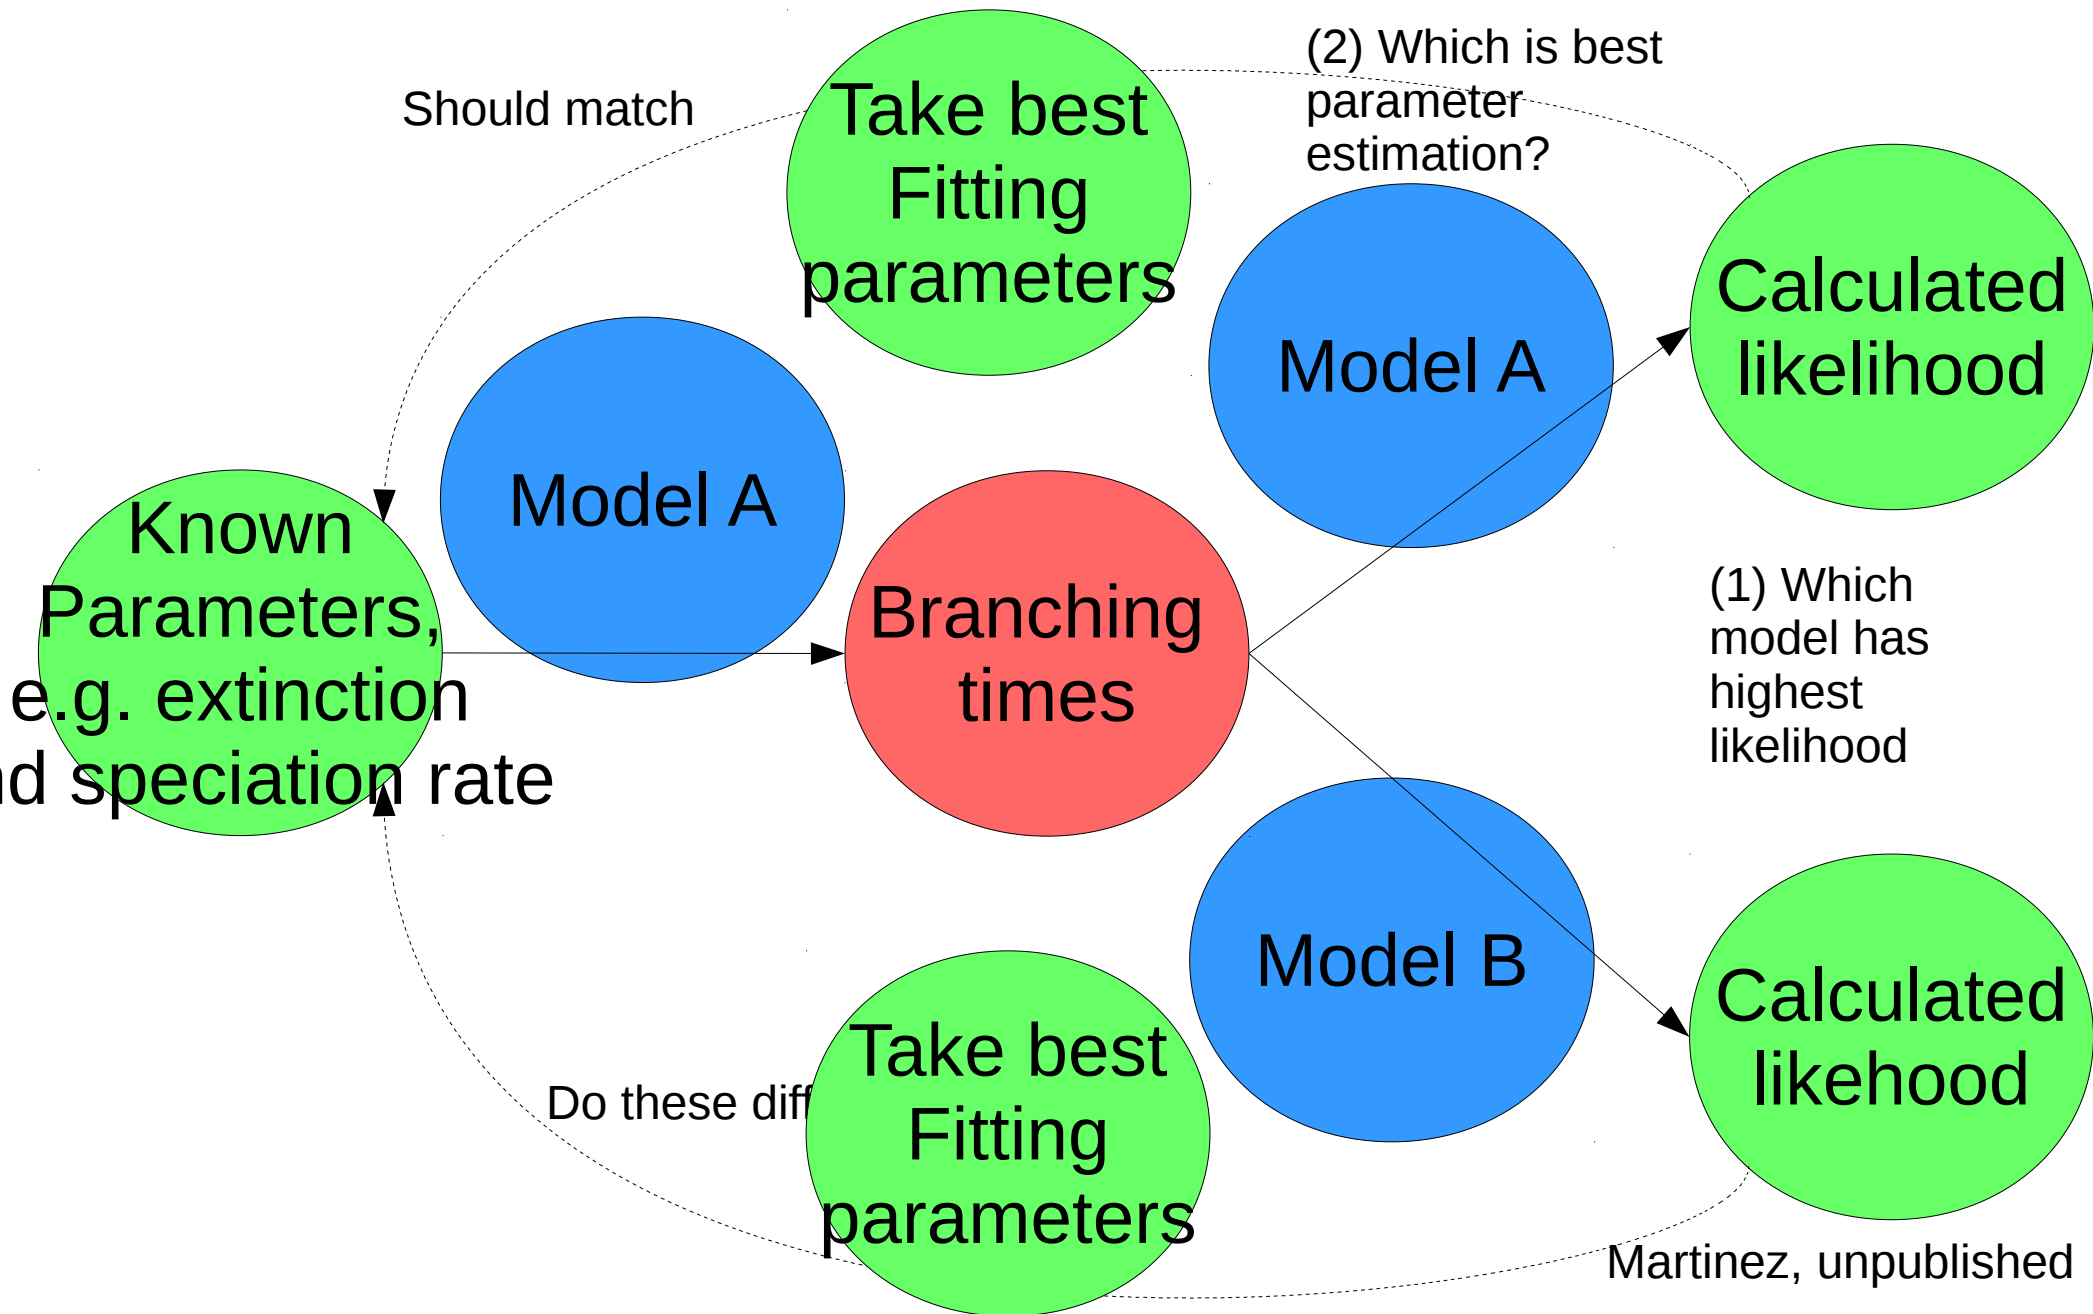 Should match
Take best
Fitting
parameters
(2) Which is best
parameter
estimation?
Calculated
likelihood
Model A
Model A
Known
Parameters,
e.g. extinction
nd speciation rate
Branching
times
(1) Which
model has
highest
likelihood
Model B
Calculated
likehood
Do these diff
Take best
Fitting
parameters
Martinez, unpublished